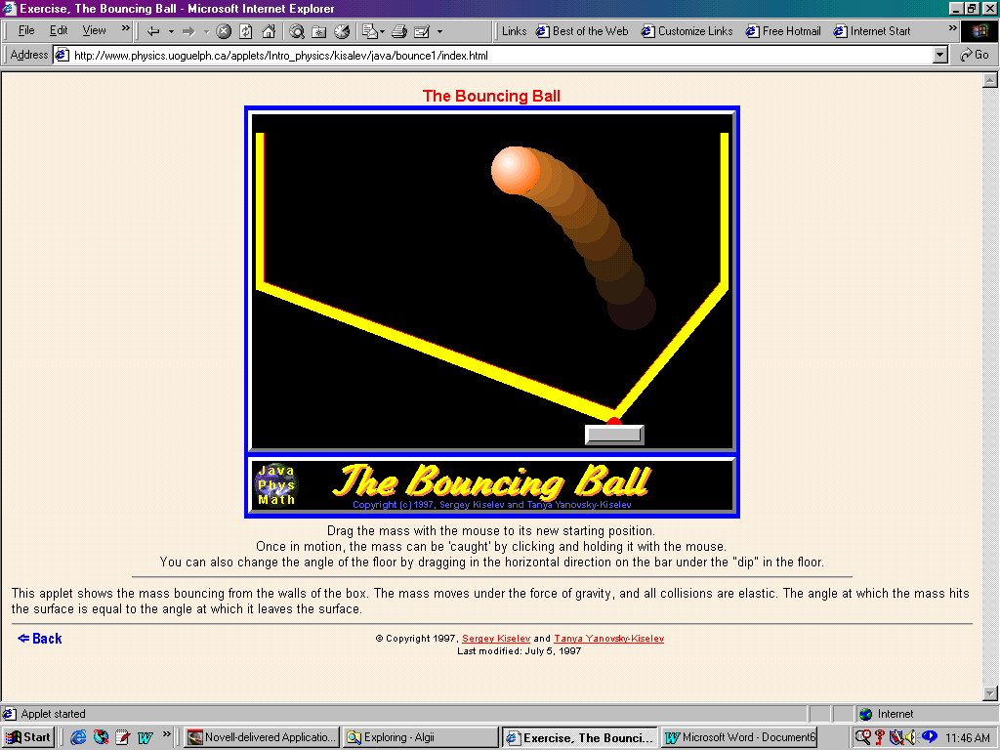 Exercise, The Bouncing Ball - Microsoft Internet Explorer
File Edit View » Links Best of the Web Customize Links Free Hotmail Internet Start »
Address http://www.physics.uoguelph.ca/applets/Intro_physics/kisalev/java/bounce1/index.html Go
The Bouncing Ball
Java
Phys
Math
The Bouncing Ball
Copyright (c) 1997, Sergey Kiselev and Tanya Yanovsky-Kiselev
Drag the mass with the mouse to its new starting position.
Once in motion, the mass can be 'caught' by clicking and holding it with the mouse.
You can also change the angle of the floor by dragging in the horizontal direction on the bar under the "dip" in the floor.
This applet shows the mass bouncing from the walls of the box. The mass moves under the force of gravity, and all collisions are elastic. The angle at which the mass hits
the surface is equal to the angle at which it leaves the surface.
Back
© Copyright 1997, Sergey Kiselev and Tanya Yanovsky-Kiselev
Last modified: July 5, 1997
Applet started Internet
Start » Novell-delivered Applicatio... Exploring - Algii Exercise, The Bounci... Microsoft Word - Document6 11:46 AM